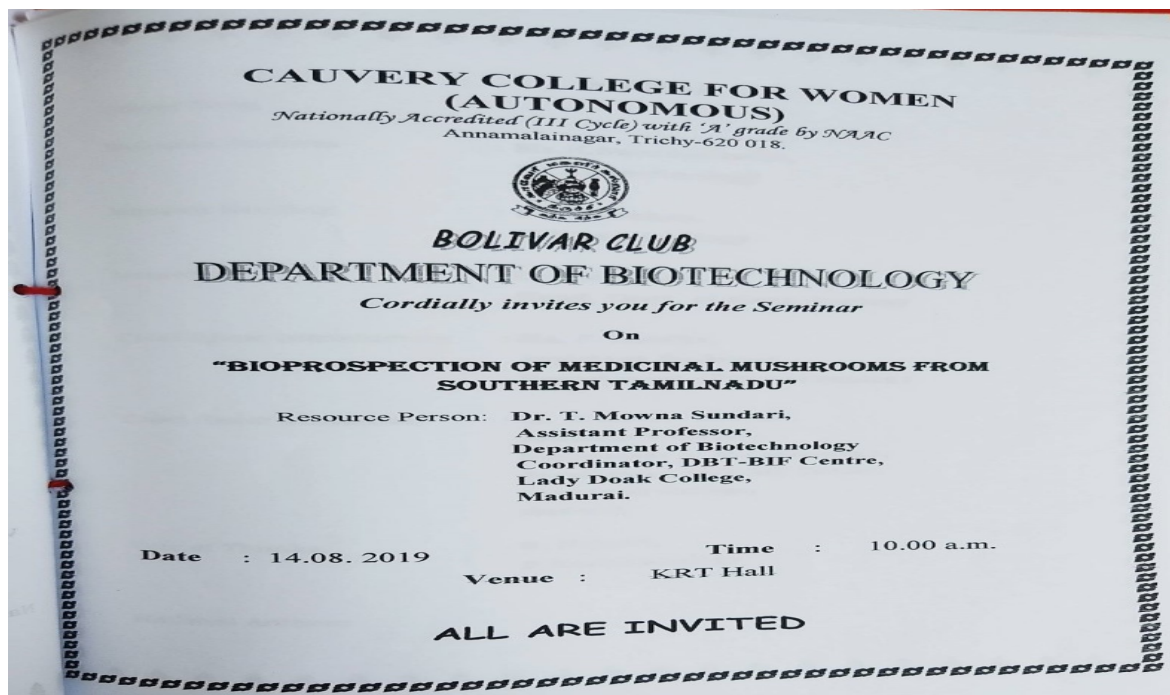 CAUVERY COLLEGE FOR WOMEN
(AUTONOMOUS)
Nationally Accredited (III Cycle) with 'A' grade by NAAC
Annamalainagar, Trichy-620 018.
BOLIVAR CLUB
DEPARTMENT OF BIOTECHNOLOGY
Cordially invites you for the Seminar
On
"BIOPROSPECTION OF MEDICINAL MUSHROOMS FROM
SOUTHERN TAMILNADU"
Resource Person: Dr. T. Mowna Sundari,
Assistant Professor,
Department of Biotechnology
Coordinator, DBT-BIF Centre,
Lady Doak College,
Madurai.
Date : 14.08. 2019 Time : 10.00 a.m.
Venue : KRT Hall
ALL ARE INVITED